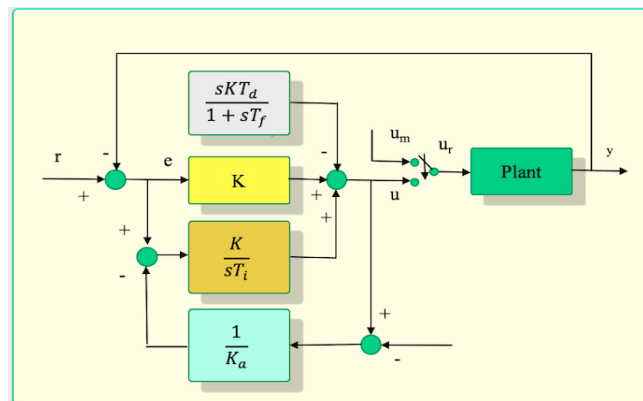 sKT_d
1 + sT_f
-
-
u_m
u_r
y
r
e
K
+
+
+
u
Plant
+
-
K
sT_i
+
1
K_a
-